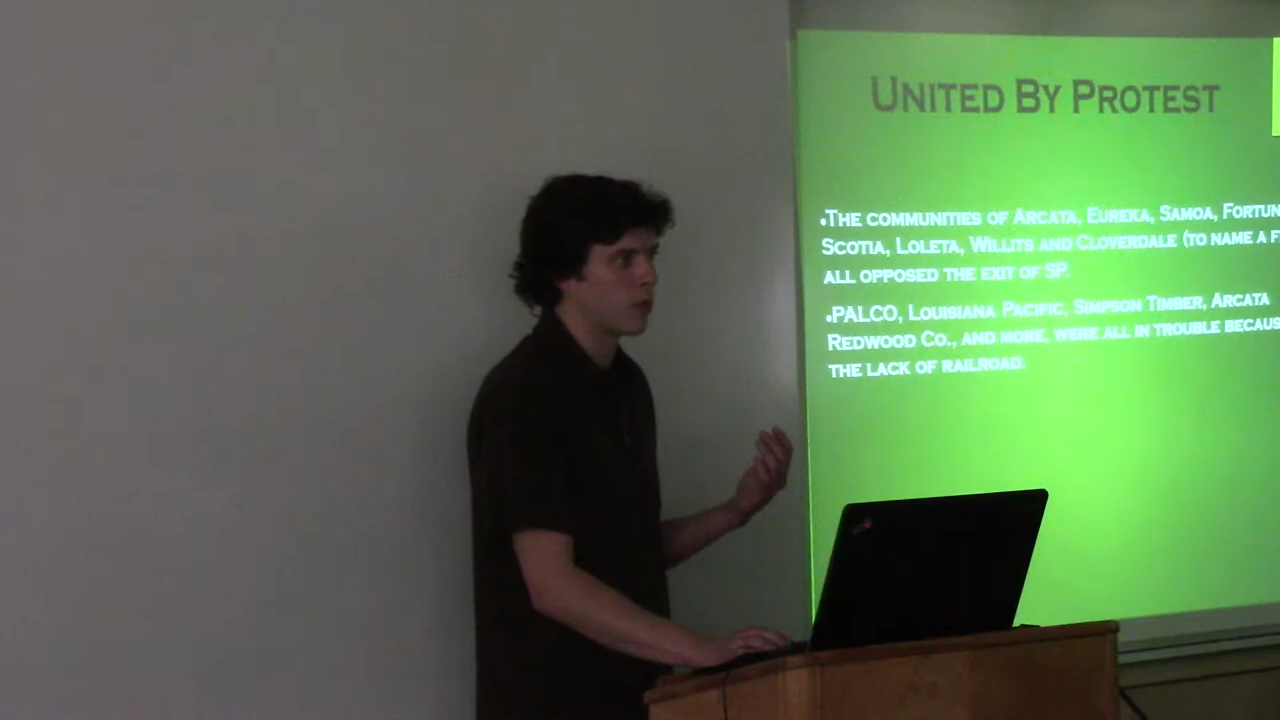 UNITED BY PROTEST
•THE COMMUNITIES OF ARCATA, EUREKA, SAMOA, FORTUN
SCOTIA, LOLETA, WILLITS AND CLOVERDALE (TO NAME A F
ALL OPPOSED THE EXIT OF SP.
•PALCO, LOUISIANA PACIFIC, SIMPSON TIMBER, ARCATA
REDWOOD CO., AND MORE, WERE ALL IN TROUBLE BECAUS
THE LACK OF RAILROAD.